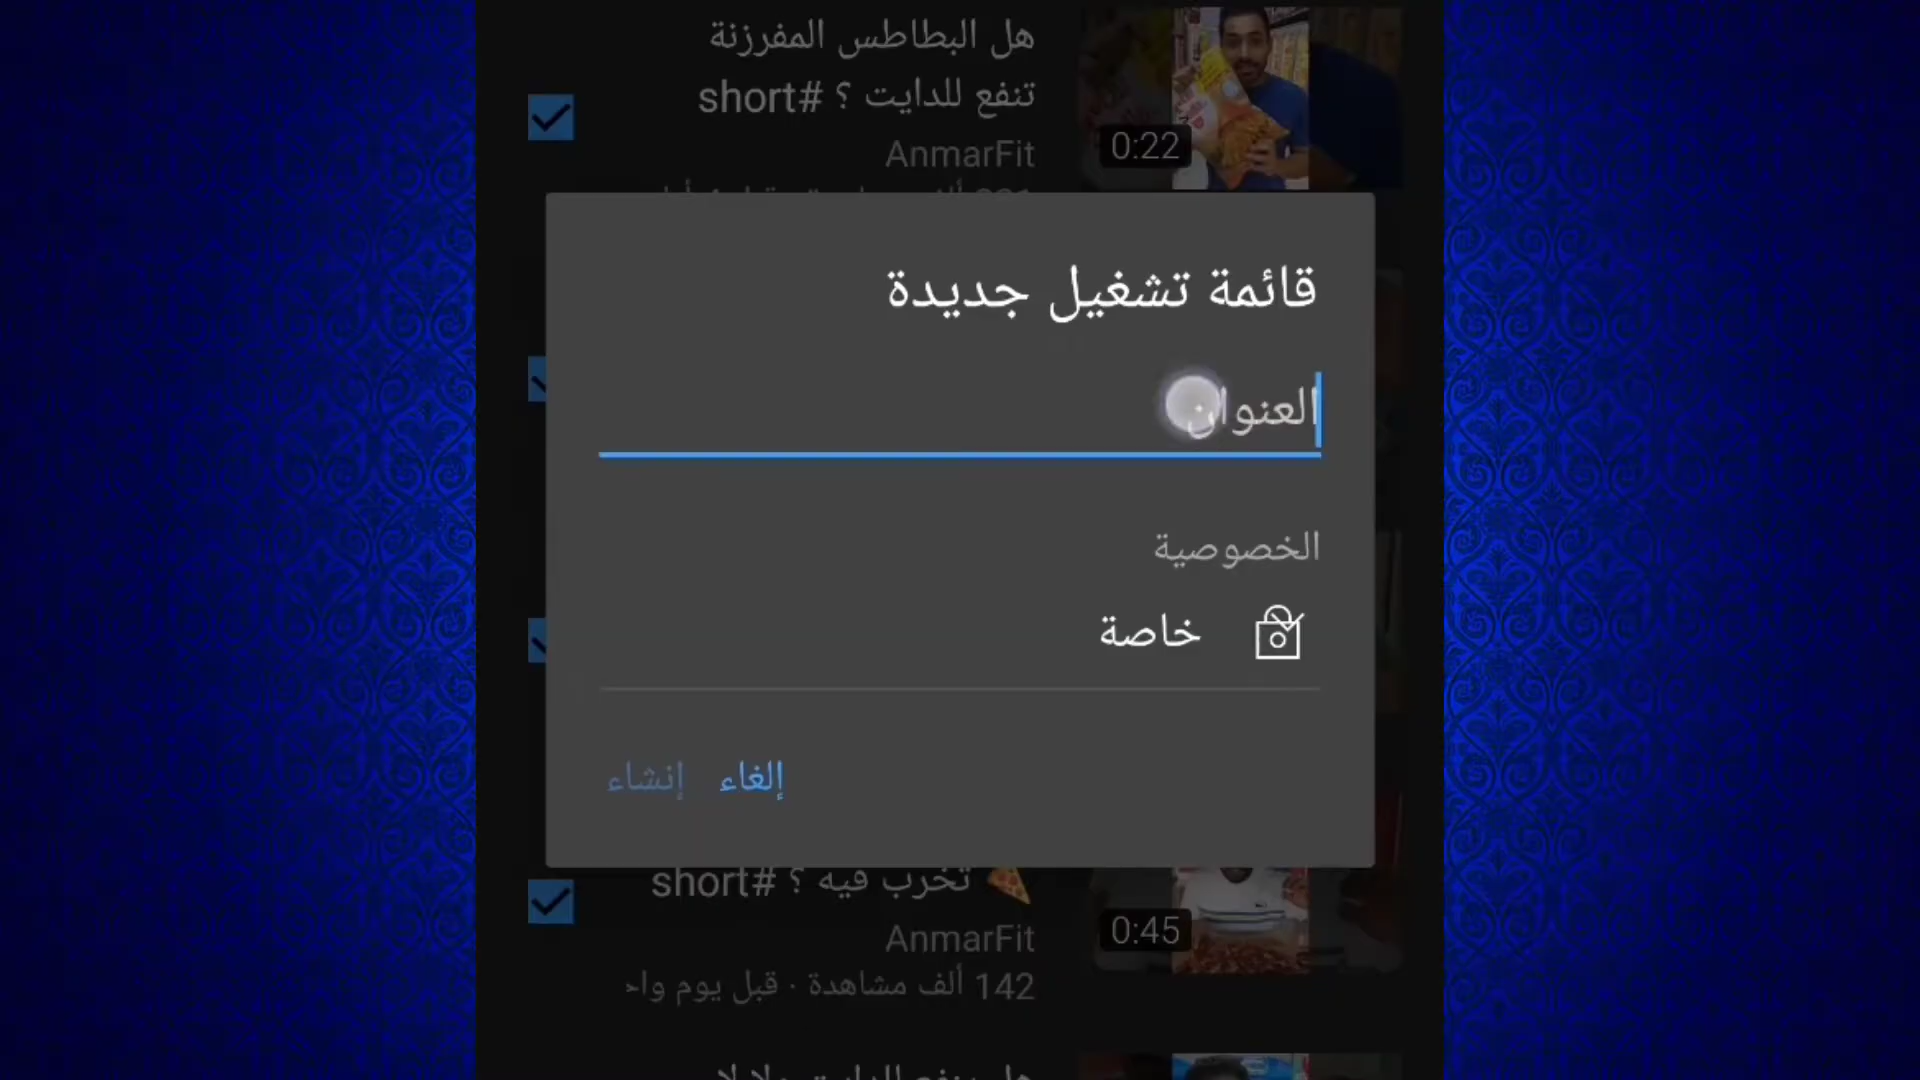 هل البطاطس المفرزنة
تنفع للدايت ؟ #short
AnmarFit
0:22
قائمة تشغيل جديدة
العنوان
الخصوصية
خاصة
إلغاء
إنشاء
🍕 تخرب فيه ؟ #short
AnmarFit
142 ألف مشاهدة · قبل يوم
0:45